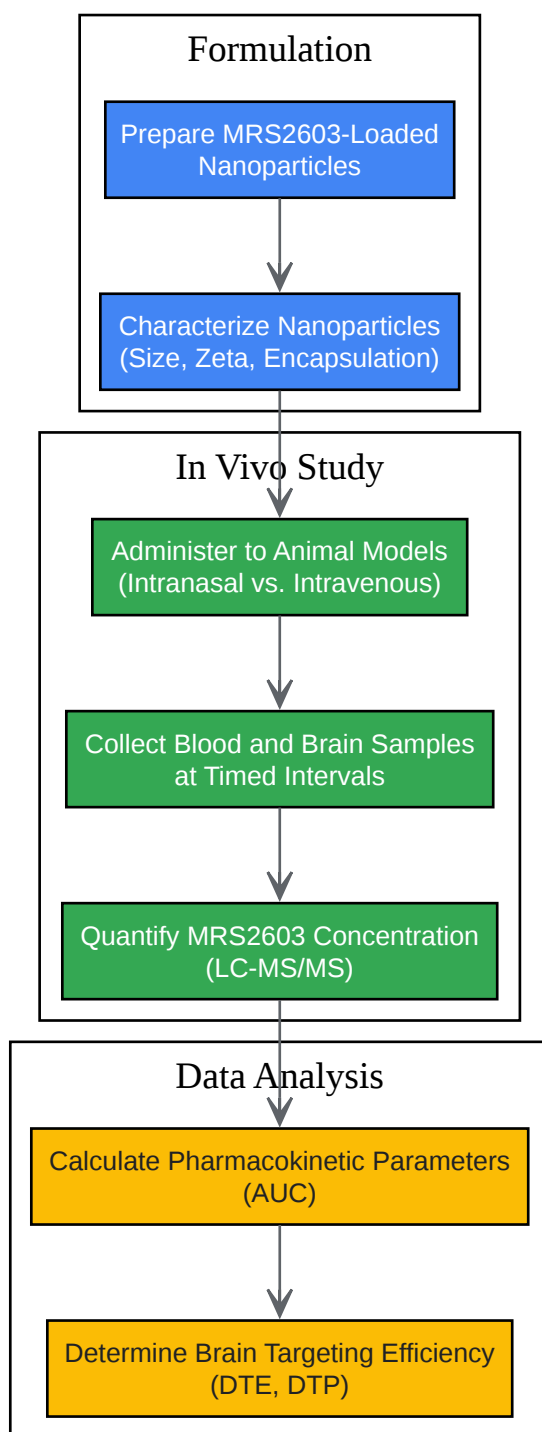 Formulation
Prepare MRS2603-Loaded
Nanoparticles
Characterize Nanoparticles
(Size, Zeta, Encapsulation)
In Vivo Study
Administer to Animal Models
(Intranasal vs. Intravenous)
Collect Blood and Brain Samples
at Timed Intervals
Quantify MRS2603 Concentration
(LC-MS/MS)
Data Analysis
Calculate Pharmacokinetic Parameters
(AUC)
Determine Brain Targeting Efficiency
(DTE, DTP)